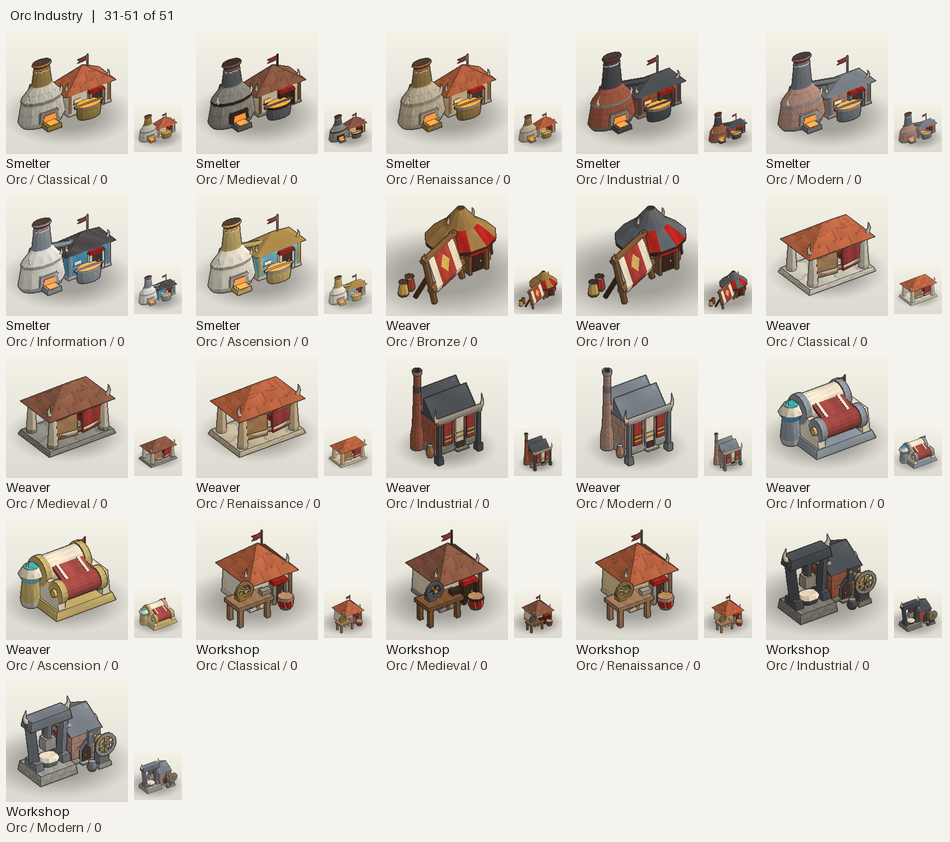 Orc Industry | 31-51 of 51
Smelter
Orc / Classical / 0
Smelter
Orc / Medieval / 0
Smelter
Orc / Renaissance / 0
Smelter
Orc / Industrial / 0
Smelter
Orc / Modern / 0
Smelter
Orc / Information / 0
Smelter
Orc / Ascension / 0
Weaver
Orc / Bronze / 0
Weaver
Orc / Iron / 0
Weaver
Orc / Classical / 0
Weaver
Orc / Medieval / 0
Weaver
Orc / Renaissance / 0
Weaver
Orc / Industrial / 0
Weaver
Orc / Modern / 0
Weaver
Orc / Information / 0
Weaver
Orc / Ascension / 0
Workshop
Orc / Classical / 0
Workshop
Orc / Medieval / 0
Workshop
Orc / Renaissance / 0
Workshop
Orc / Industrial / 0
Workshop
Orc / Modern / 0